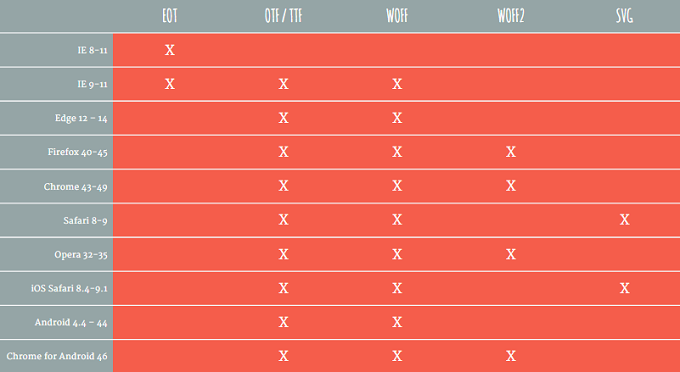 EOT OTF / TTF WOFF WOFF2 SVG
IE 8-11 X
IE 9-11 X X X
Edge 12 – 14 X X
Firefox 40-45 X X X
Chrome 43-49 X X X
Safari 8-9 X X X
Opera 32-35 X X X
iOS Safari 8.4-9.1 X X X
Android 4.4 – 44 X X
Chrome for Android 46 X X X